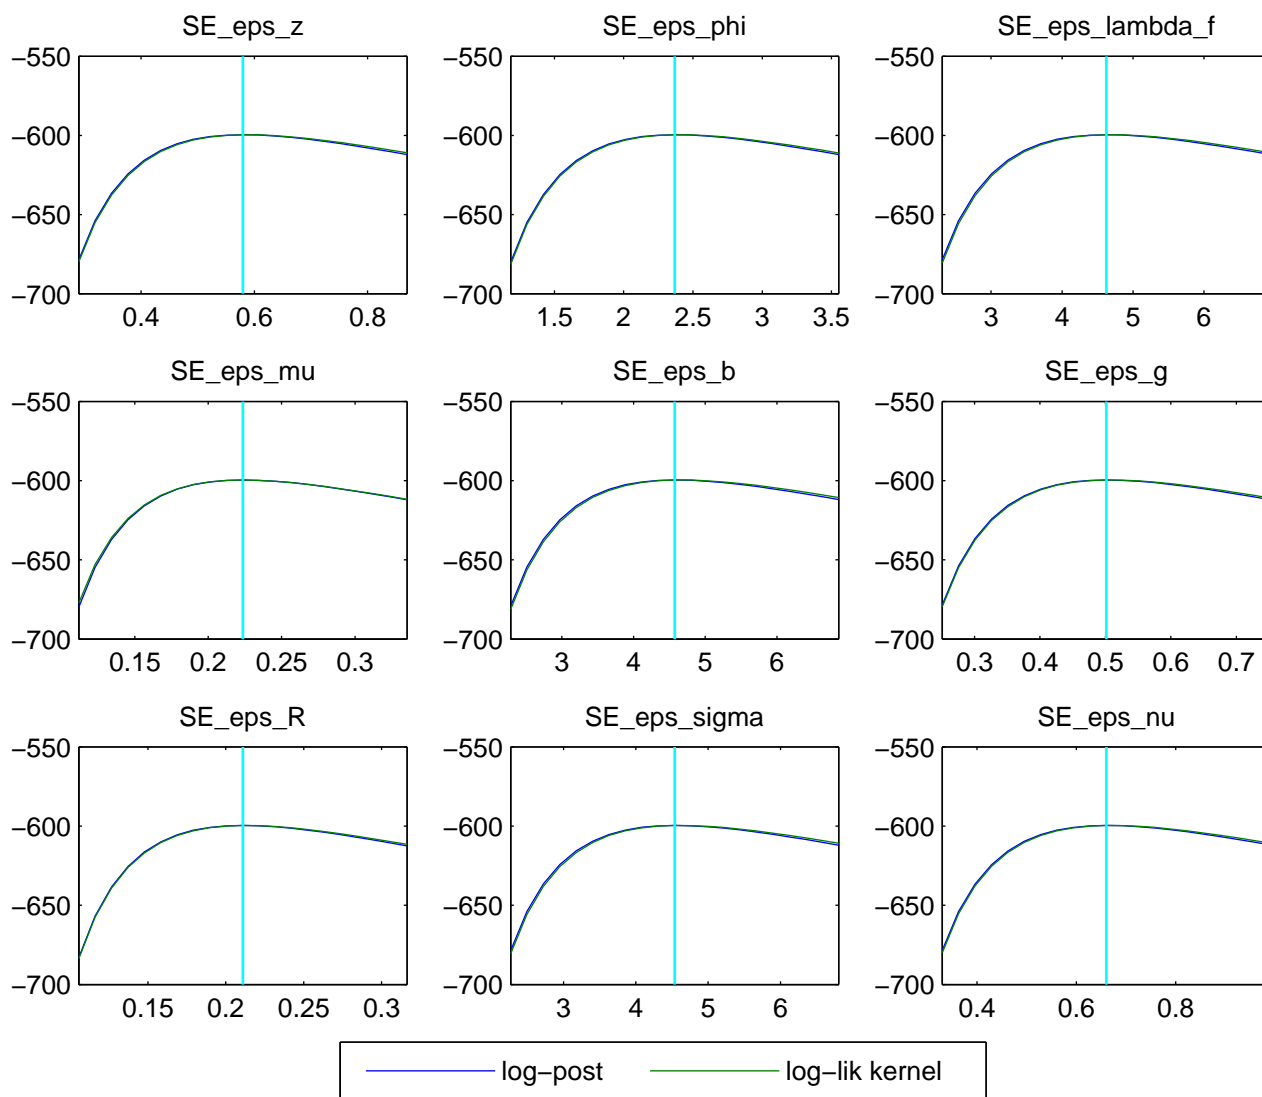 SE_eps_z SE_eps_phi SE_eps_lambda_f
−550 −550 −550
−600 −600 −600
−650 −650 −650
−700 −700 −700
0.4 0.6 0.8 1.5 2 2.5 3 3.5 3 4 5 6
SE_eps_mu SE_eps_b SE_eps_g
−550 −550 −550
−600 −600 −600
−650 −650 −650
−700 −700 −700
0.15 0.2 0.25 0.3 3 4 5 6 0.3 0.4 0.5 0.6 0.7
SE_eps_R SE_eps_sigma SE_eps_nu
−550 −550 −550
−600 −600 −600
−650 −650 −650
−700 −700 −700
0.15 0.2 0.25 0.3 3 4 5 6 0.4 0.6 0.8
log−post log−lik kernel